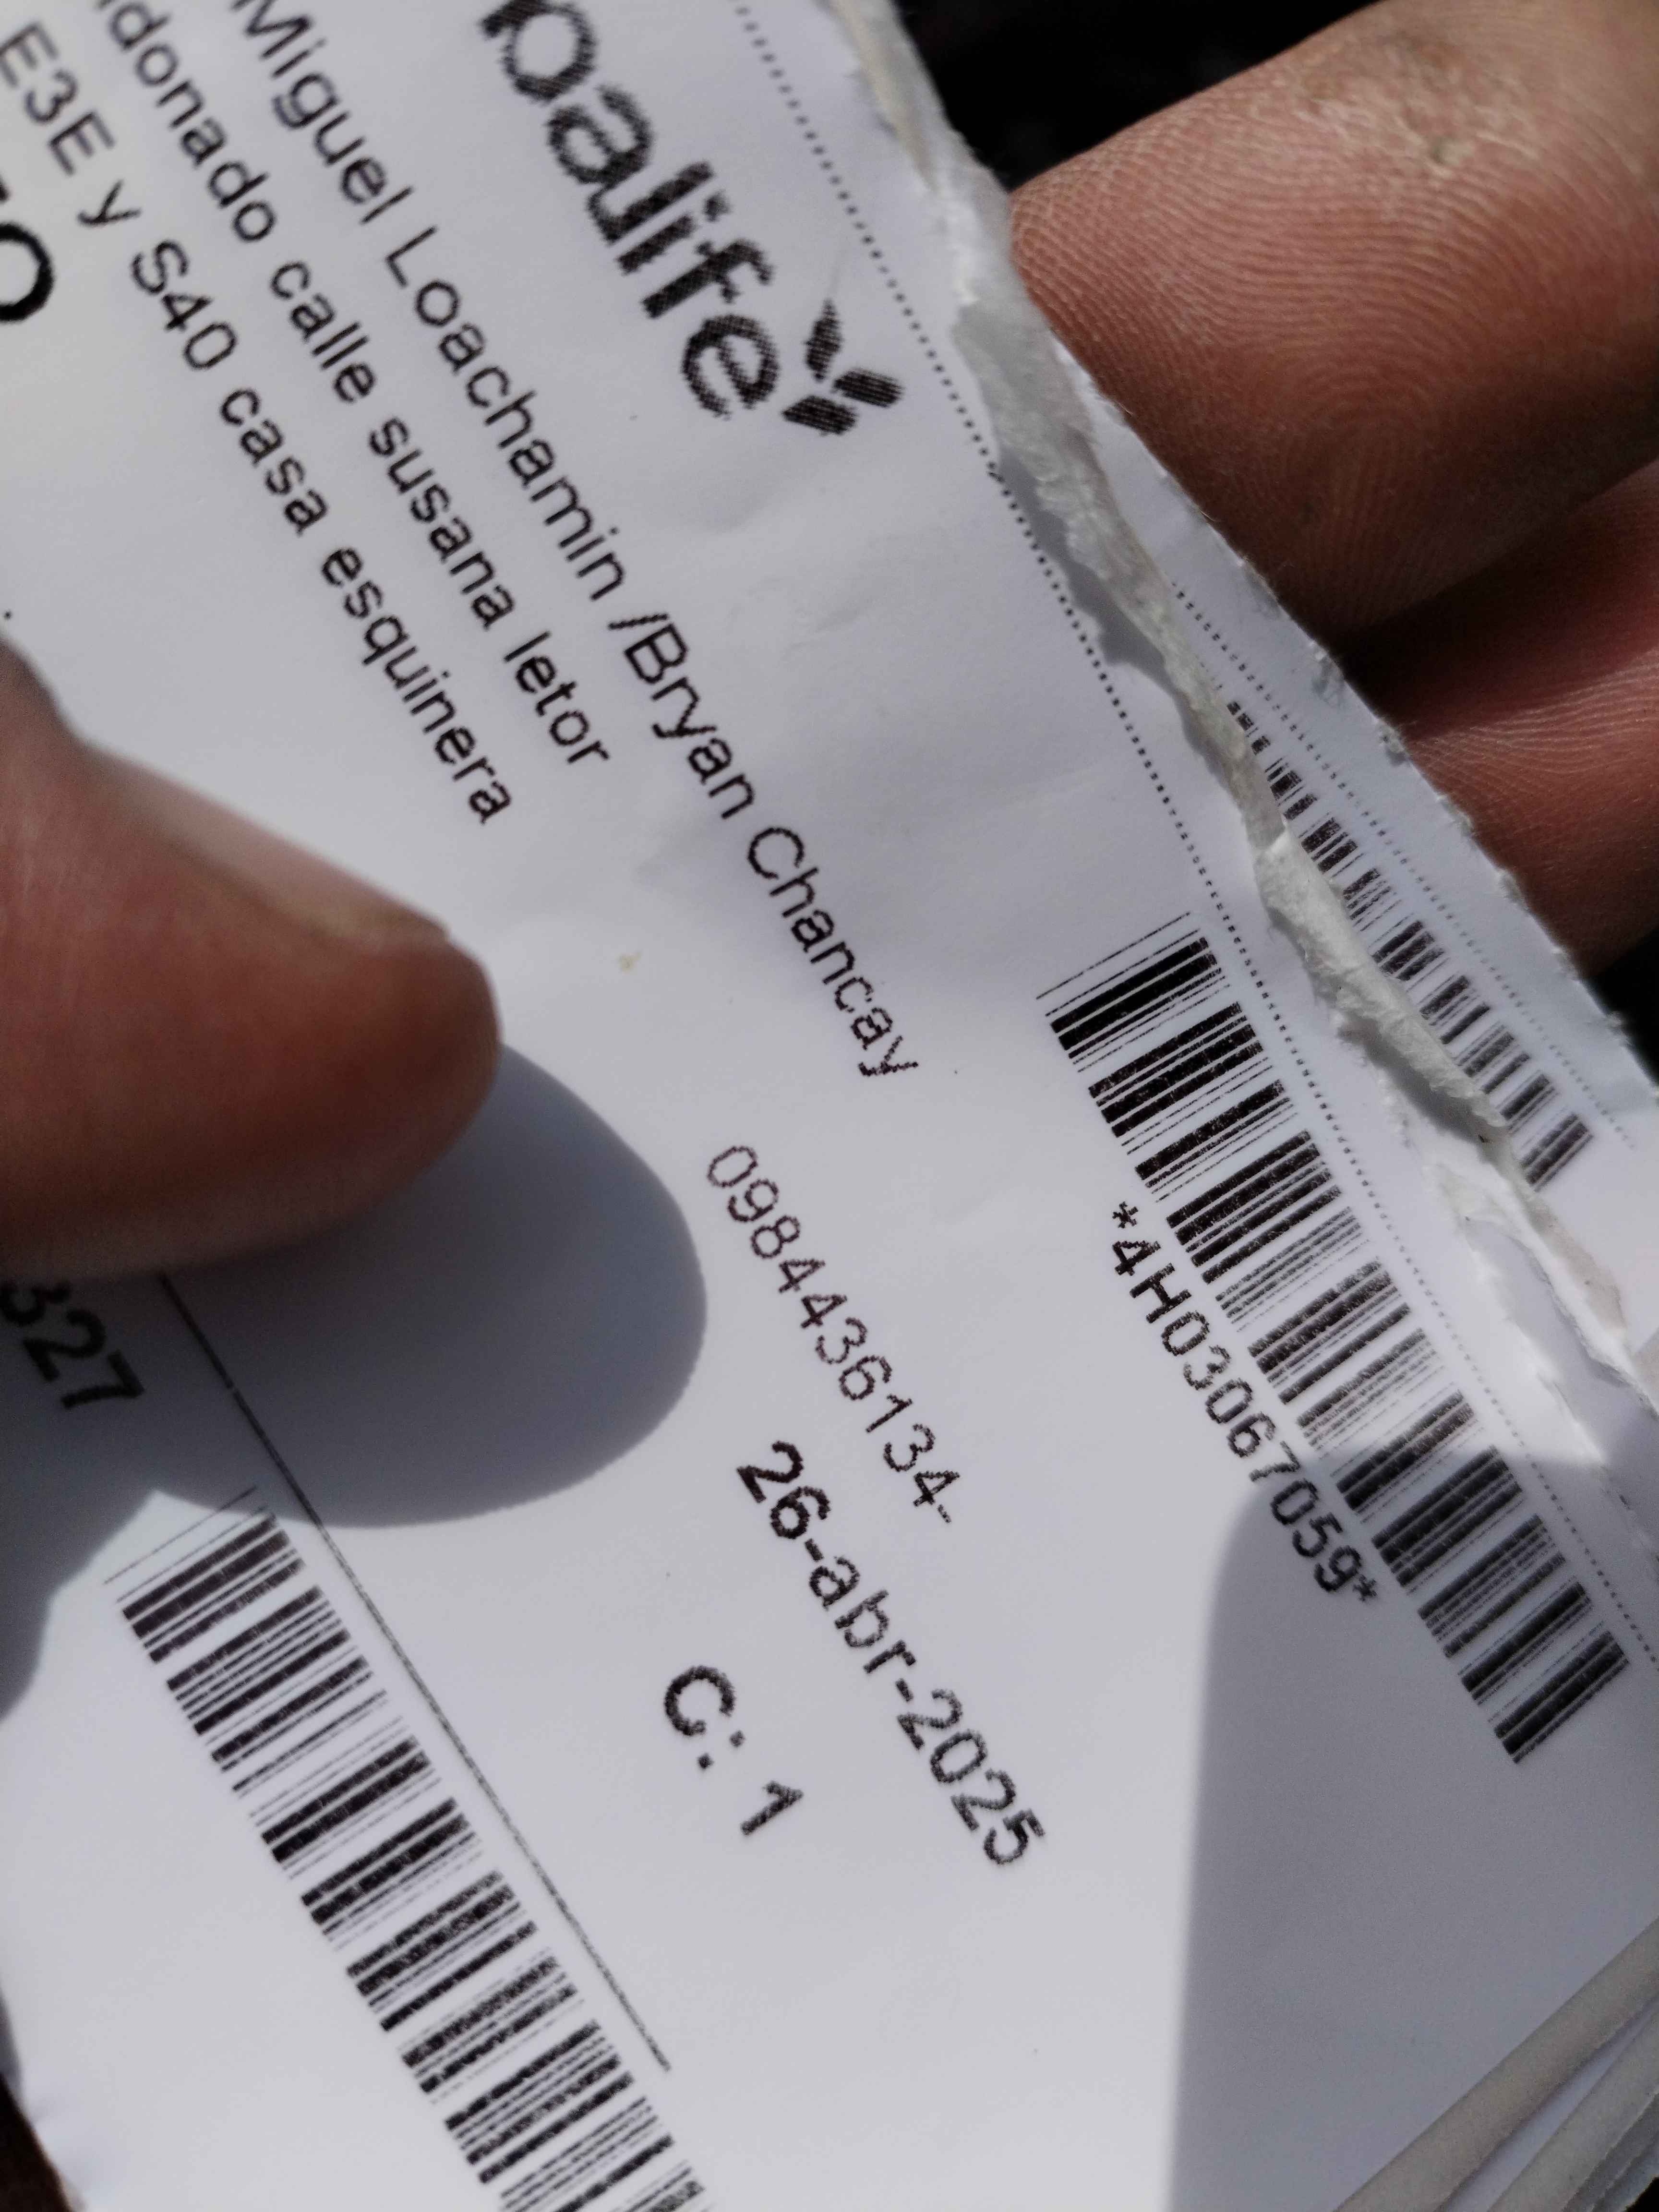 palife
*4H03067059*
Miguel Loachamin /Bryan Chancay
donado calle susana letor
0984436134-
E3E y S40 casa esquinera
26-abr-2025
C: 1
O
327